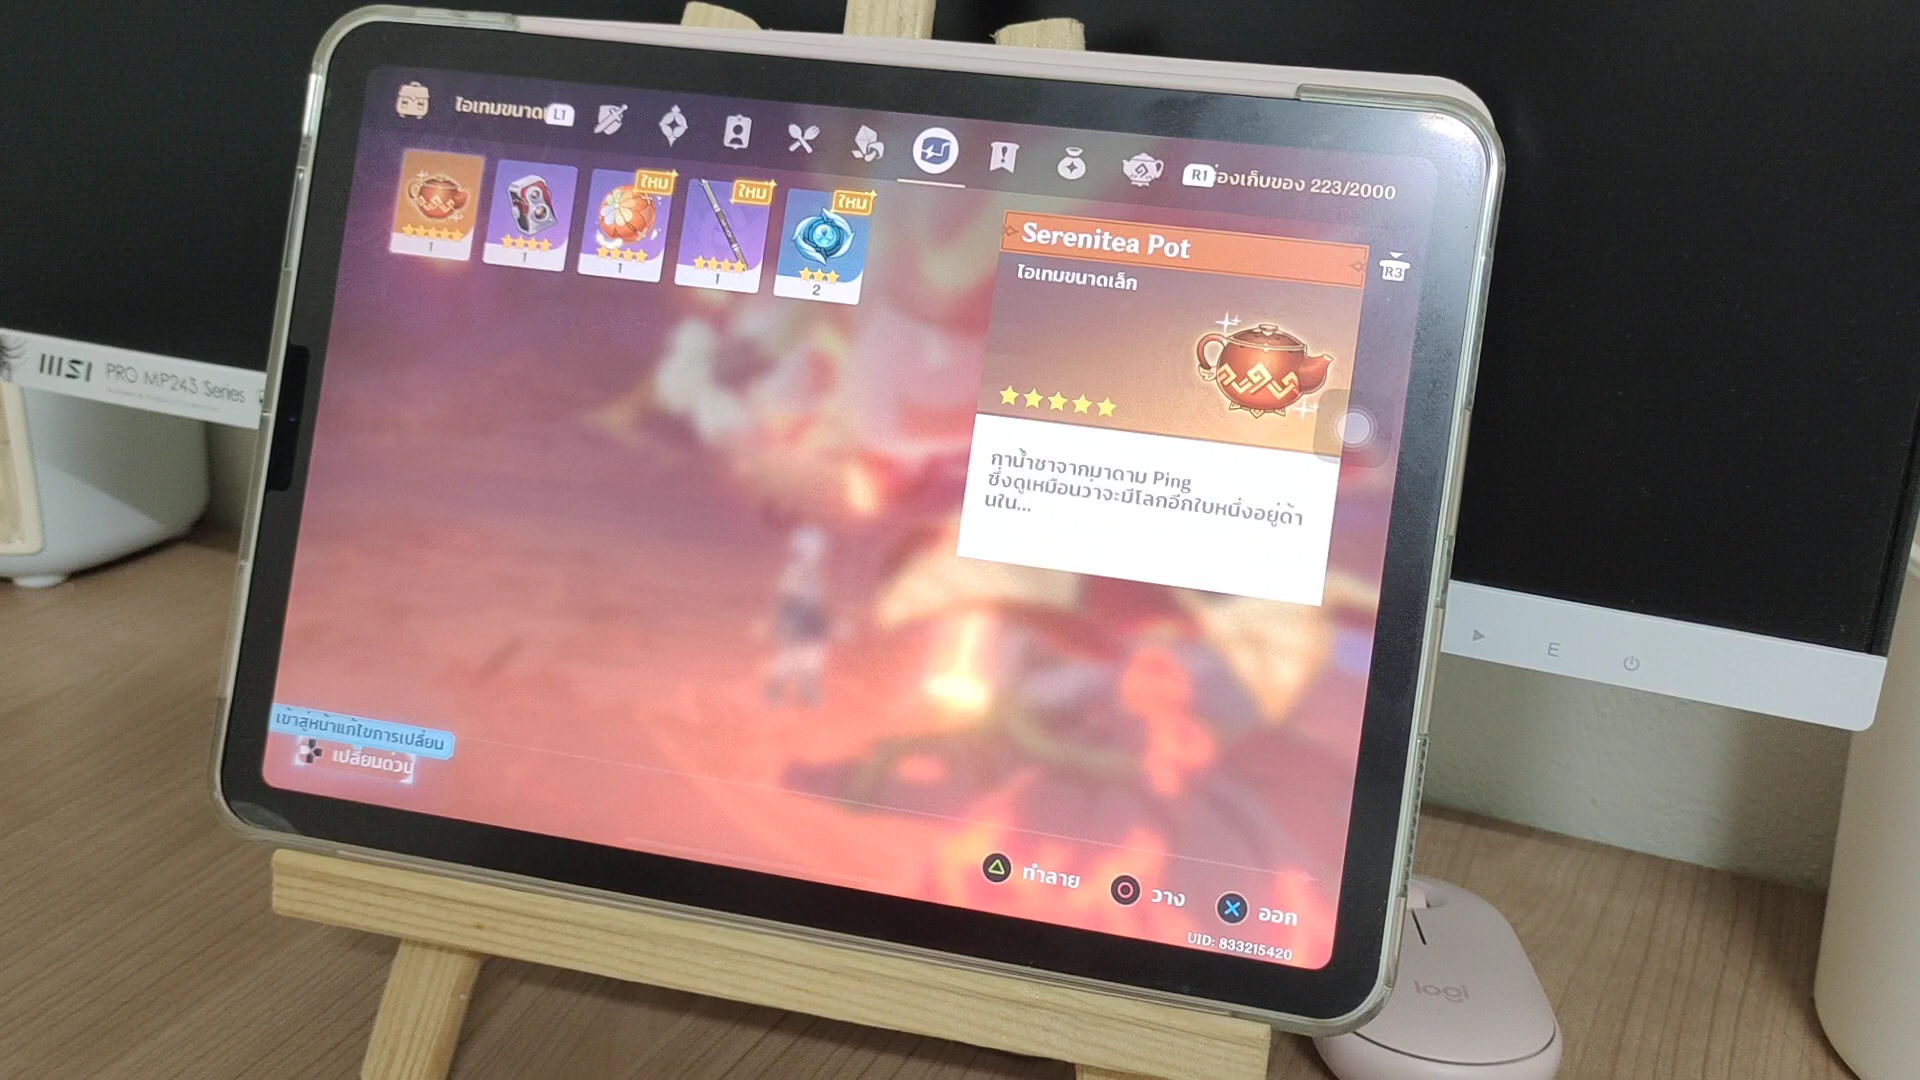 ไอเทมขนาด
L1
R1
องเก็บของ 223/2000
ใหม่
ใหม่
ใหม่
1
1
1
1
2
Serenitea Pot
R3
ไอเทมขนาดเล็ก
กาน้ำชาจากมาดาม Ping
ซึ่งดูเหมือนว่าจะมีโลกอีกใบหนึ่งอยู่ด้า
นใน...
msi PRO MP243 Series
E
เข้าสู่หน้าแก้ไขการเปลี่ยน
เปลี่ยนด่วน
ทำลาย
วาง
ออก
UID: 833215420
logi